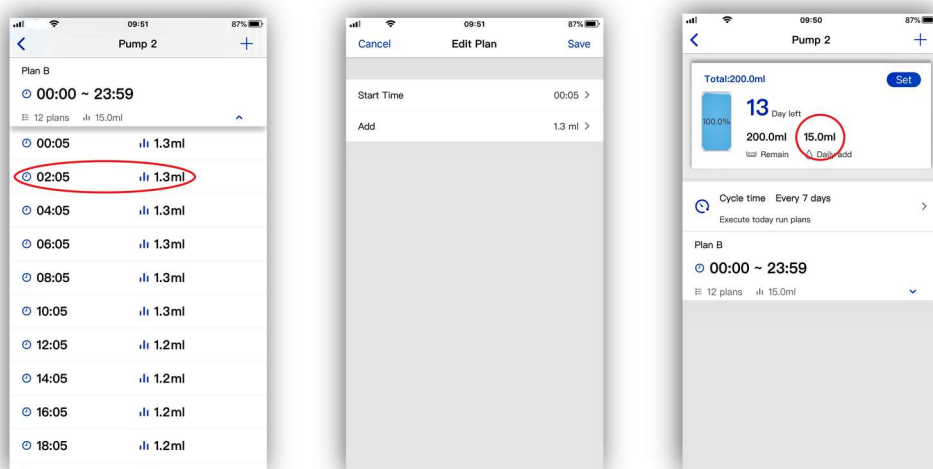 09:51
87%
Pump 2
Plan B
00:00 ~ 23:59
12 plans 15.0ml
00:05 1.3ml
02:05 1.3ml
04:05 1.3ml
06:05 1.3ml
08:05 1.3ml
10:05 1.3ml
12:05 1.2ml
14:05 1.2ml
16:05 1.2ml
18:05 1.2ml
09:51
87%
Cancel Edit Plan Save
Start Time 00:05
Add 1.3 ml
09:50
87%
Pump 2
Total:200.0ml Set
100.0%
13 Day left
200.0ml 15.0ml
Remain Daily add
Cycle time Every 7 days
Execute today run plans
Plan B
00:00 ~ 23:59
12 plans 15.0ml